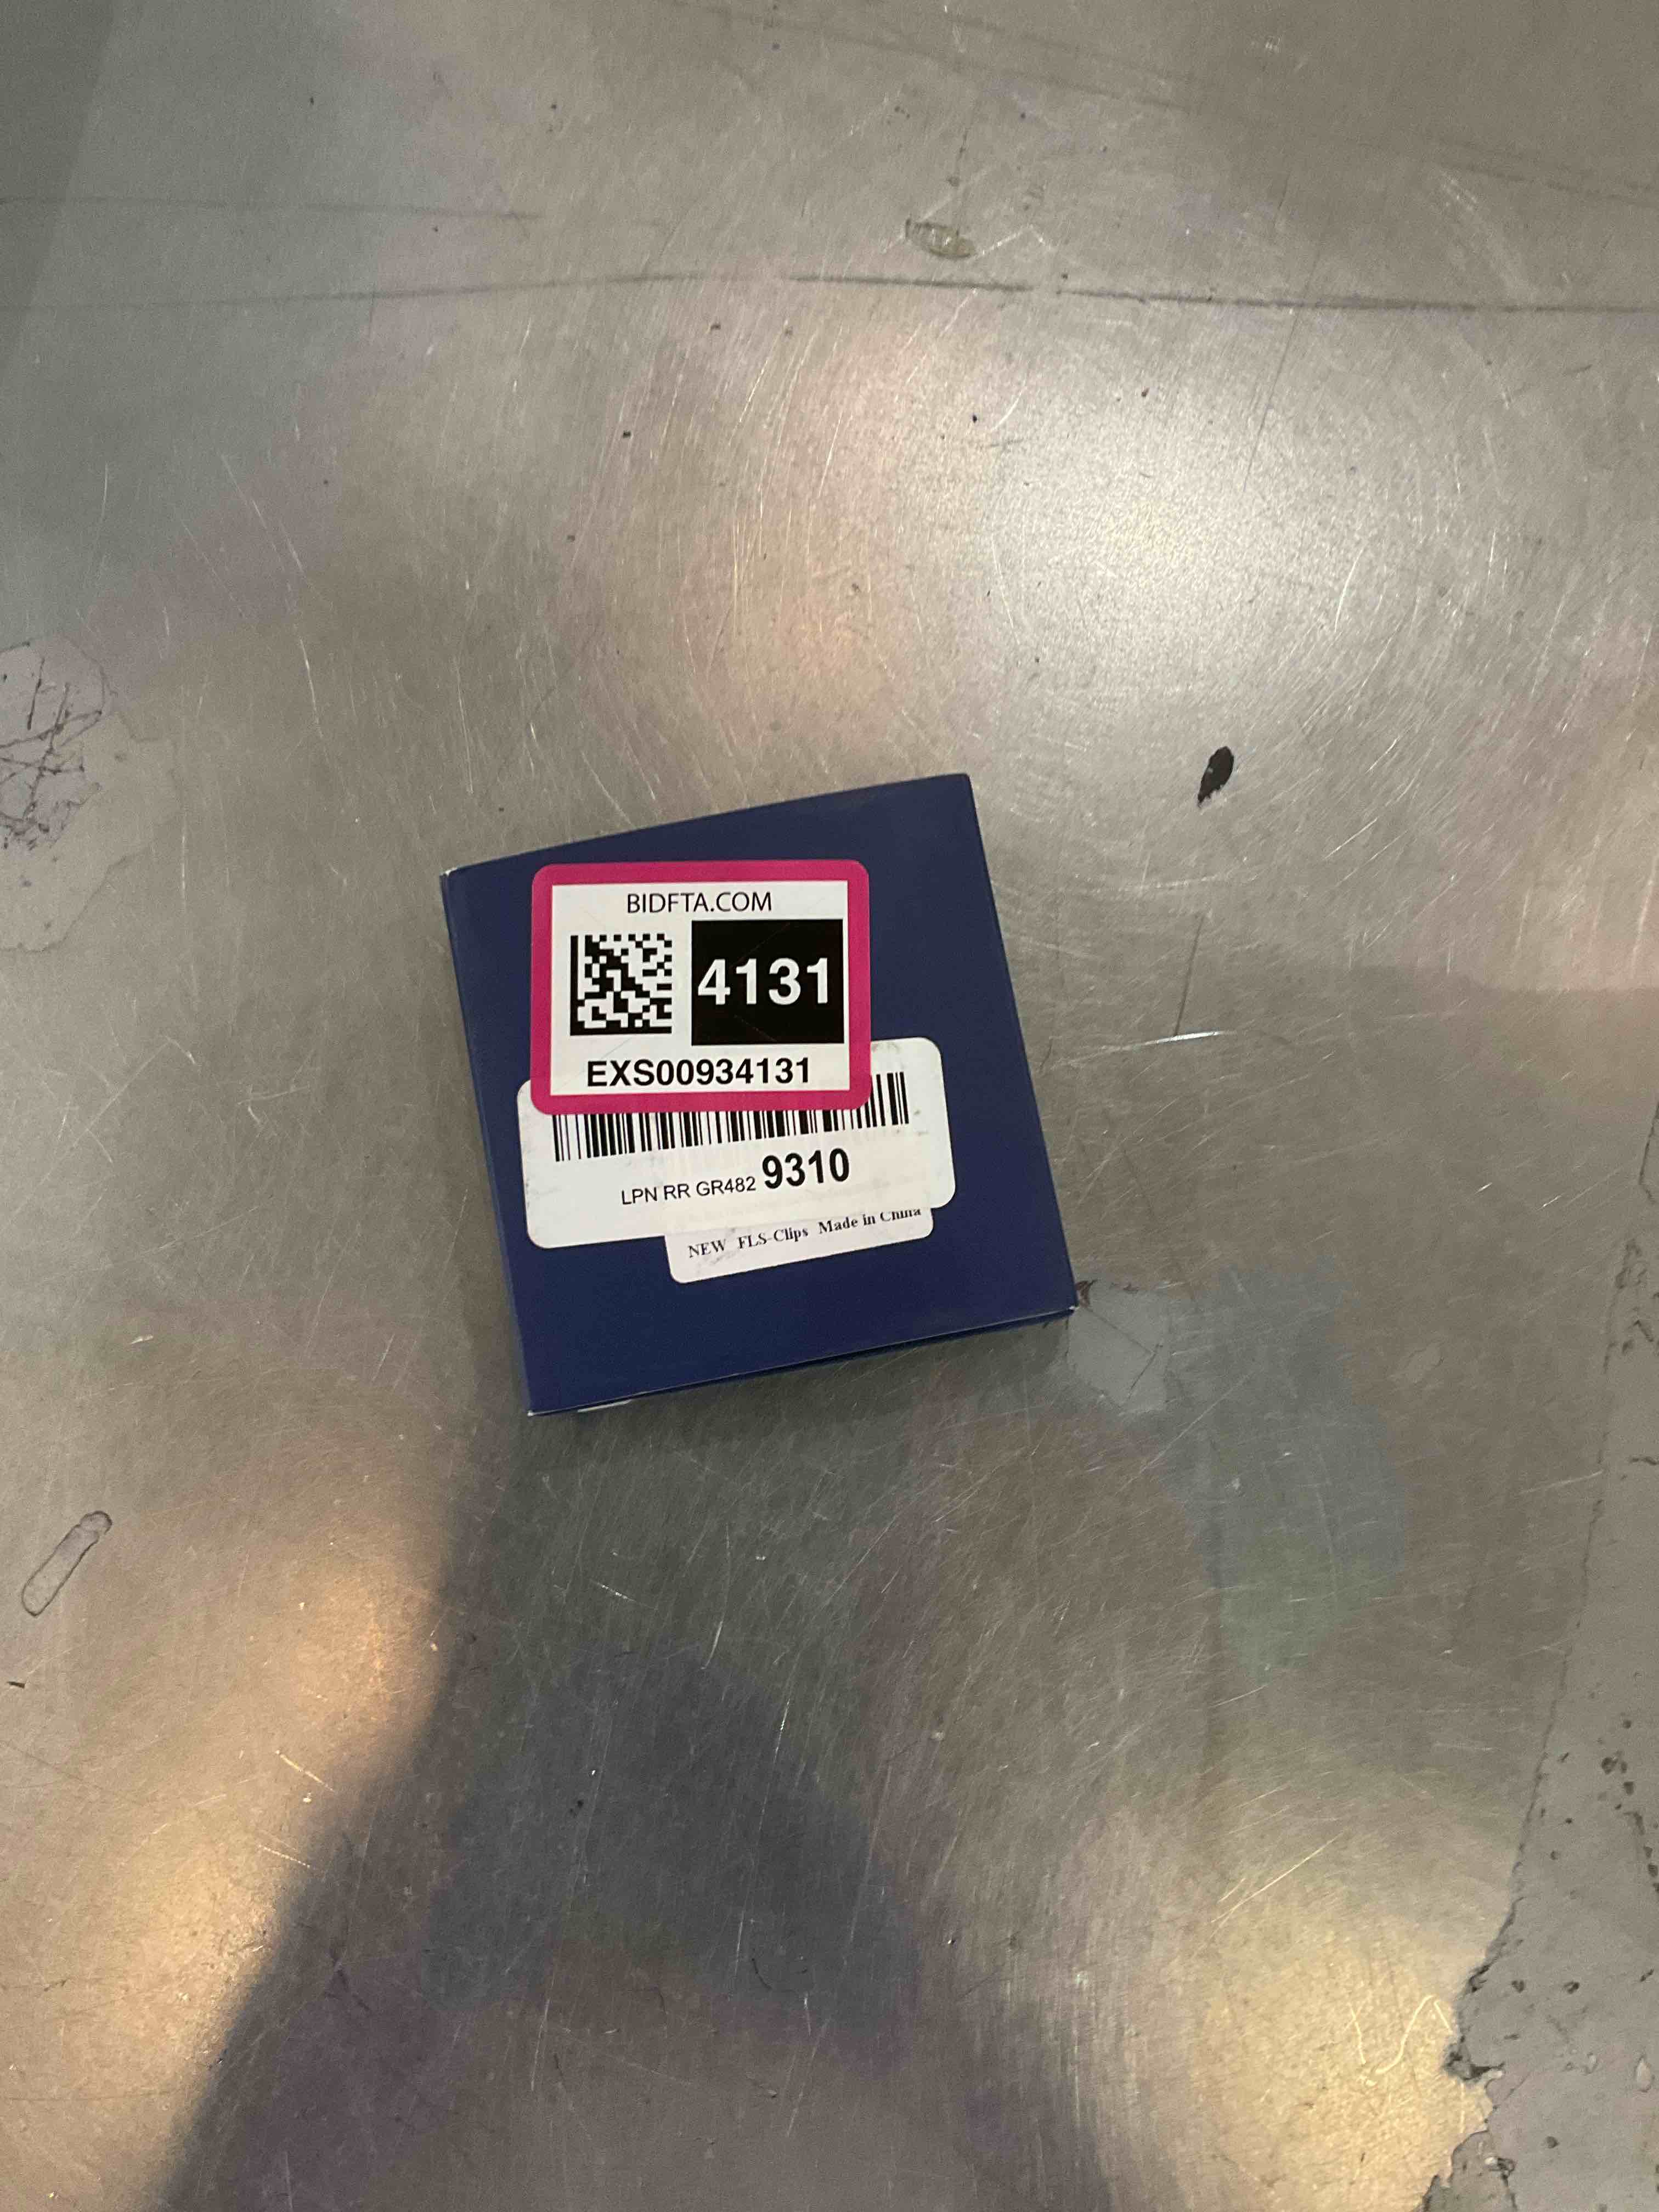 BIDFTA.COM
4131
EXS00934131
LPN RR GR482 9310
NEW FLS-Clips Made in China